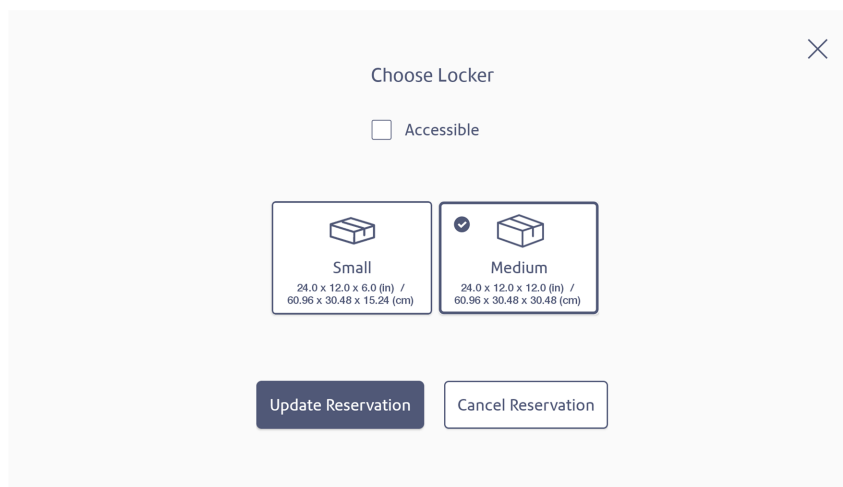 Choose Locker
Accessible
Small
24.0 x 12.0 x 6.0 (in) /
60.96 x 30.48 x 15.24 (cm)
Medium
24.0 x 12.0 x 12.0 (in) /
60.96 x 30.48 x 30.48 (cm)
Update Reservation
Cancel Reservation